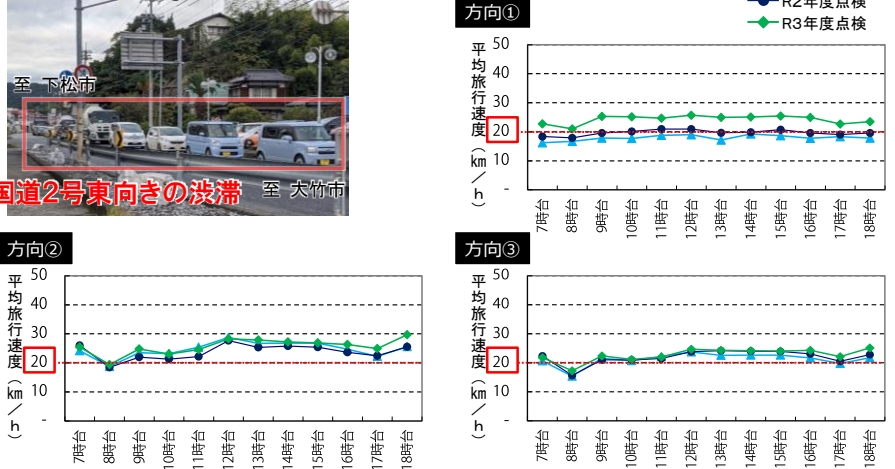 至 下松市
国道2号東向きの渋滞
至 大竹市
方向①
R2年度点検
R3年度点検
平均旅行速度(km/h)
50
40
30
20
10
-
7時台
8時台
9時台
10時台
11時台
12時台
13時台
14時台
15時台
16時台
17時台
18時台
方向②
平均旅行速度(km/h)
50
40
30
20
10
-
7時台
8時台
9時台
10時台
11時台
12時台
13時台
14時台
15時台
16時台
17時台
18時台
方向③
平均旅行速度(km/h)
50
40
30
20
10
-
7時台
8時台
9時台
10時台
11時台
12時台
13時台
14時台
15時台
16時台
17時台
18時台